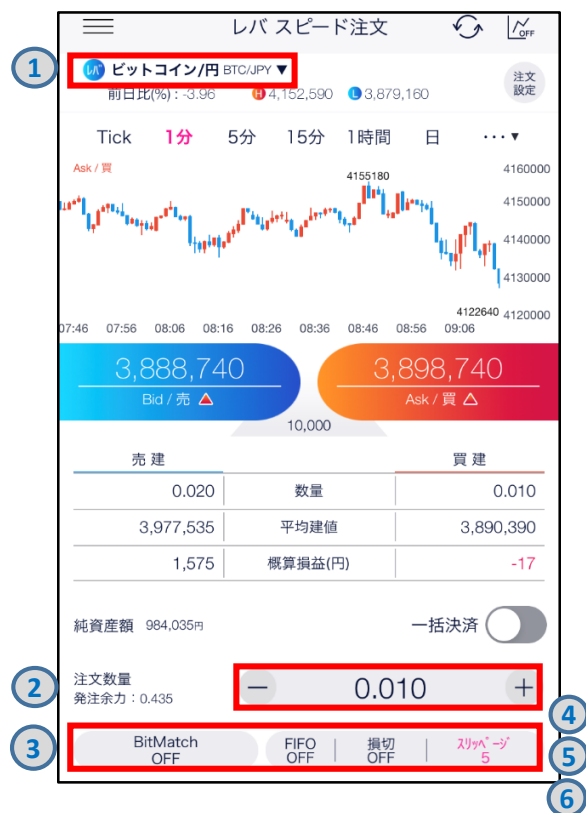 レバ スピード注文
OFF
1
レバ ビットコイン/円 BTC/JPY ▼
前日比(%) : -3.96 H 4,152,590 L 3,879,160
注文
設定
Tick 1分 5分 15分 1時間 日 ･･･ ▼
Ask / 買
4155180
4160000
4150000
4140000
4130000
4122640
4120000
07:46 07:56 08:06 08:16 08:26 08:36 08:46 08:56 09:06
3,888,740 3,898,740
Bid / 売 Ask / 買
10,000
売 建 買 建
0.020 数量 0.010
3,977,535 平均建値 3,890,390
1,575 概算損益(円) -17
純資産額 984,035円 一括決済
2
注文数量
発注余力：0.435
− 0.010 +
4
3
BitMatch
OFF
FIFO
OFF
損切
OFF
スリッページ
5
5
6